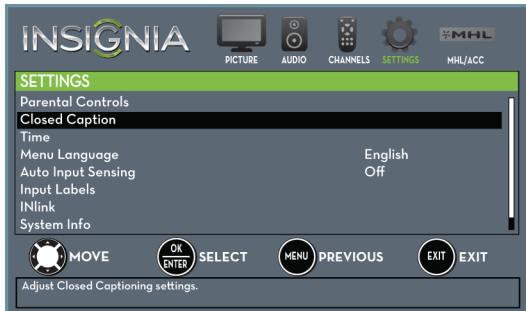 INSIGNIA
PICTURE AUDIO CHANNELS SETTINGS MHL MHL/ACC
SETTINGS
Parental Controls
Closed Caption
Time
Menu Language English
Auto Input Sensing Off
Input Labels
INlink
System Info
MOVE OK ENTER SELECT MENU PREVIOUS EXIT EXIT
Adjust Closed Captioning settings.